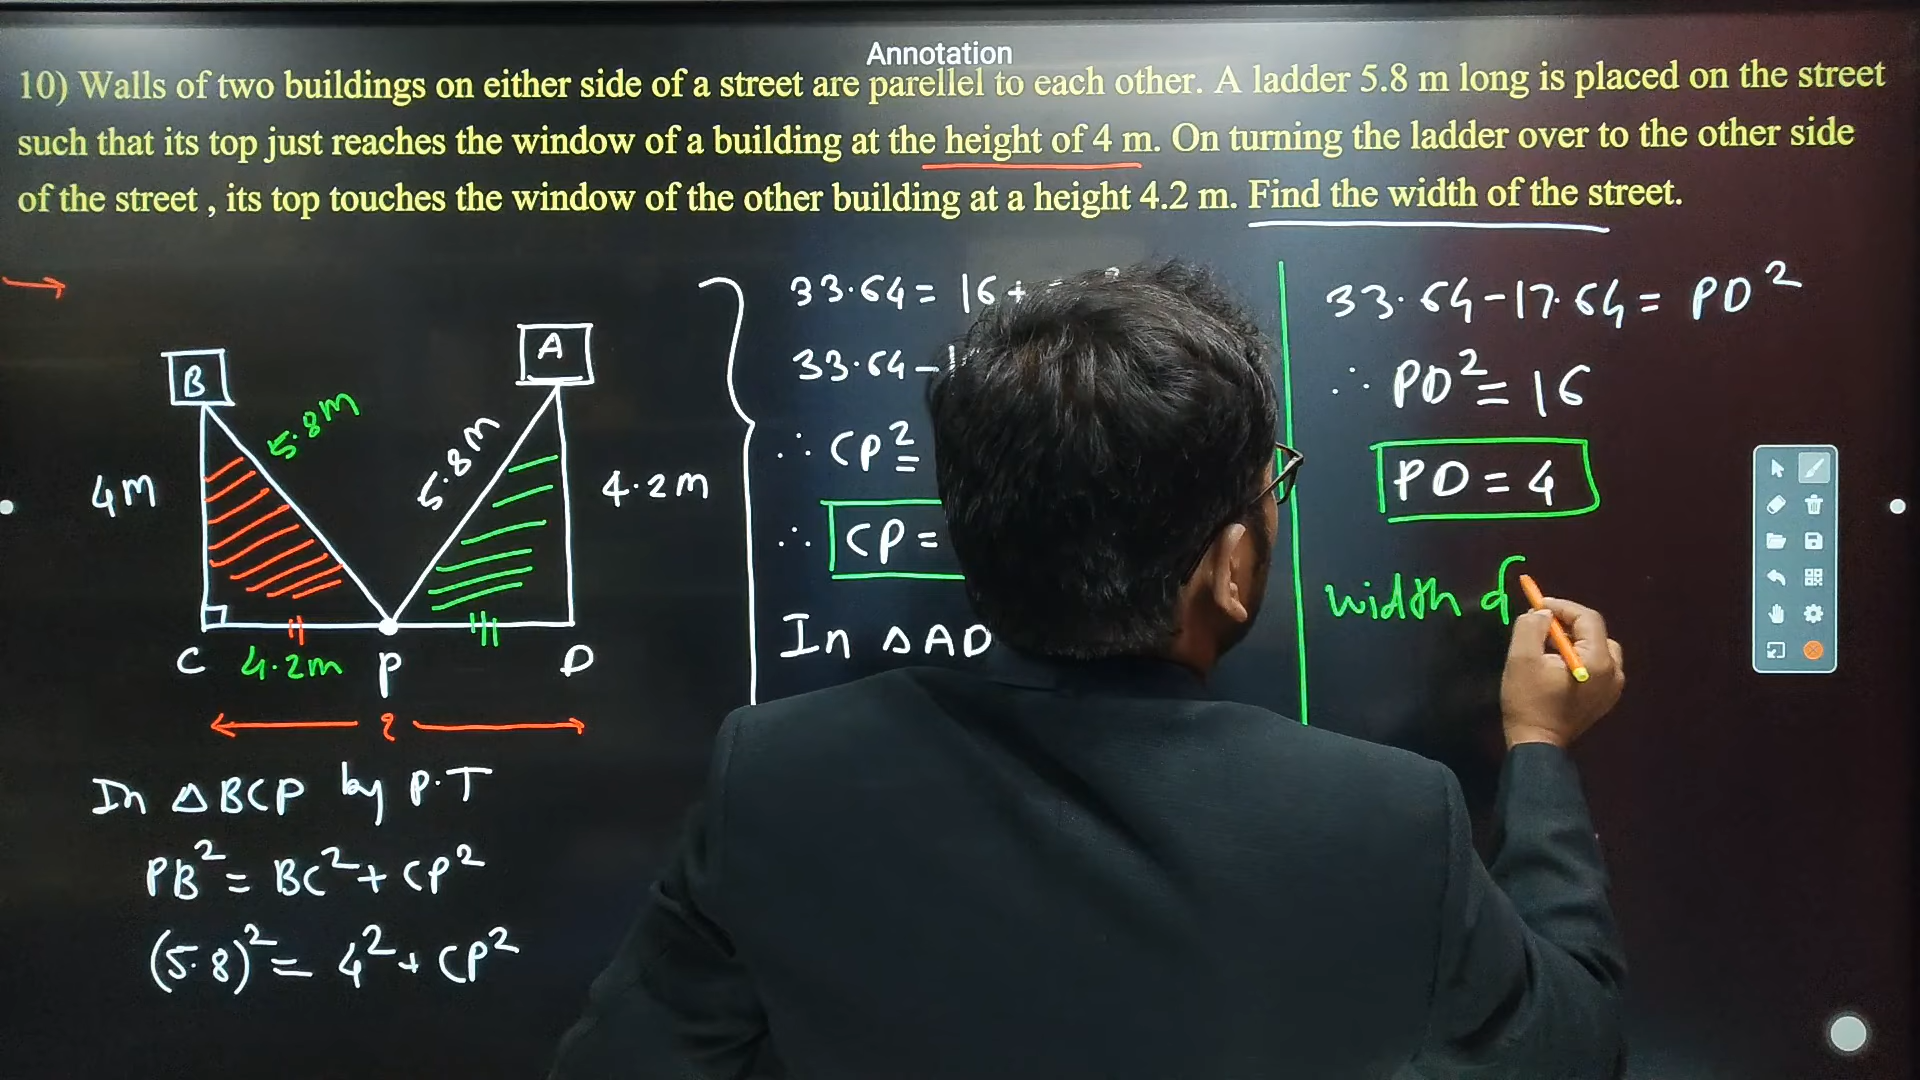 Annotation
10) Walls of two buildings on either side of a street are parellel to each other. A ladder 5.8 m long is placed on the street
such that its top just reaches the window of a building at the height of 4 m. On turning the ladder over to the other side
of the street , its top touches the window of the other building at a height 4.2 m. Find the width of the street.
B
A
5.8m
5.8m
4m
4.2m
C 4.2m P D
?
In △BCP by P.T
PB² = BC² + CP²
(5.8)² = 4² + CP²
33.64 = 16 +
33.64 -
∴ CP² =
∴ CP =
In △AD
33.64 - 17.64 = PD²
∴ PD² = 16
PD = 4
width of